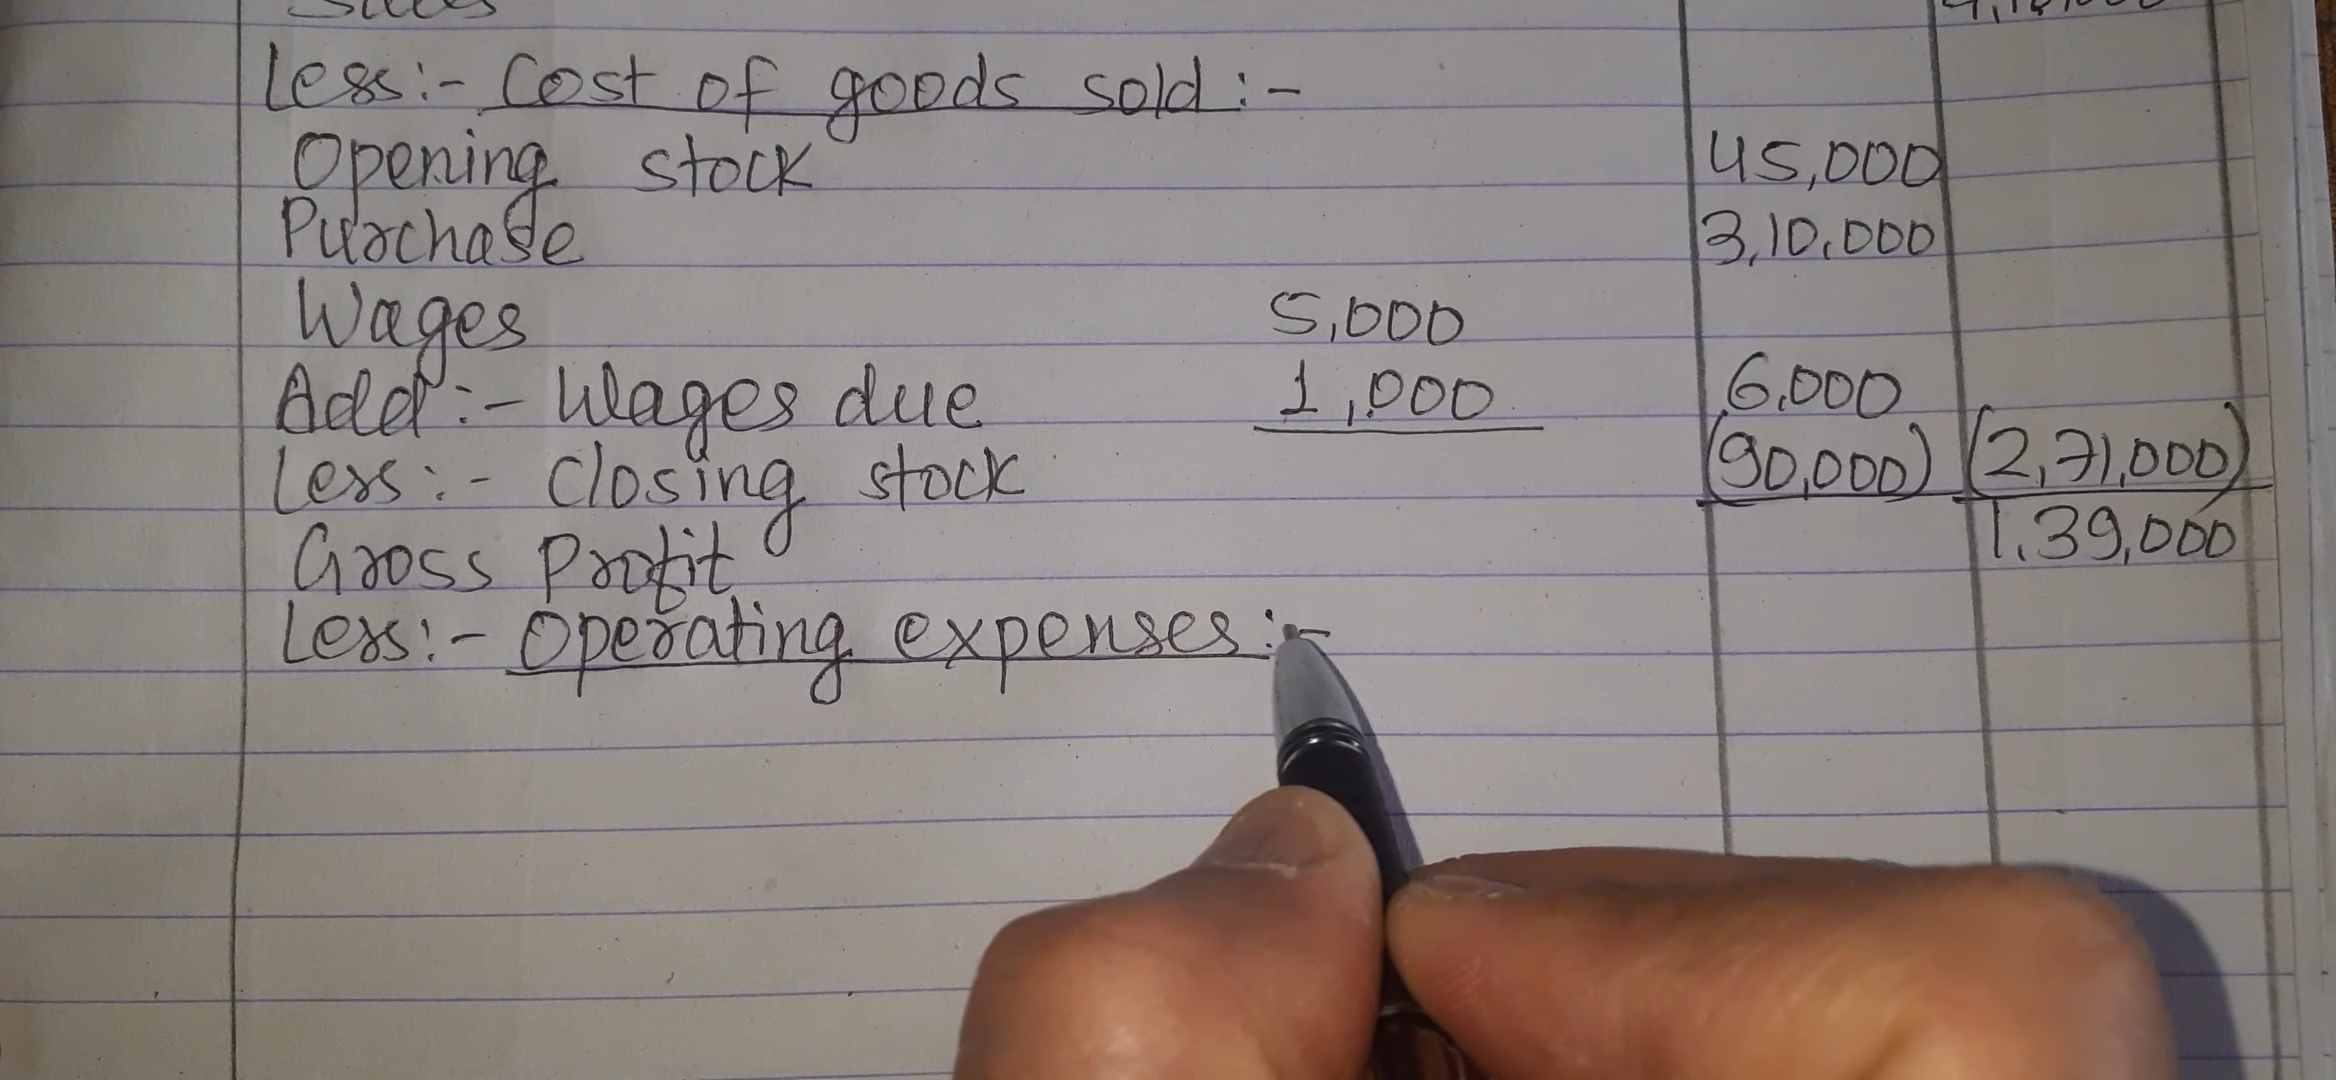 Less:- Cost of goods sold:-
Opening stock 45,000
Purchase 3,10,000
Wages 5,000
Add:- Wages due 1,000 6,000
Less:- Closing stock (90,000) (2,71,000)
Gross Profit 1,39,000
Less:- Operating expenses:-